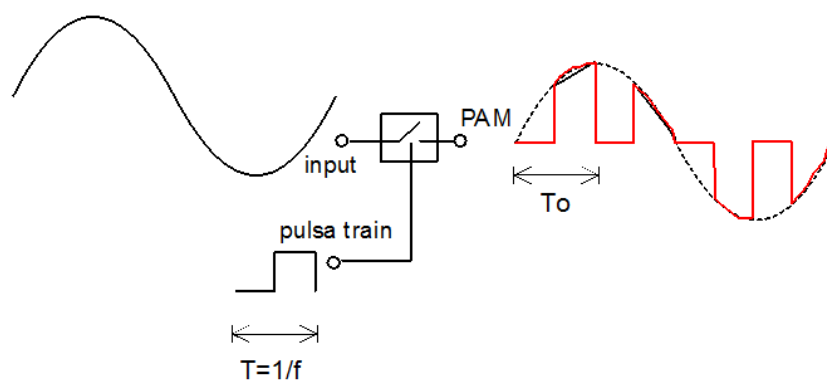 PAM
input
To
pulsa train
T=1/f